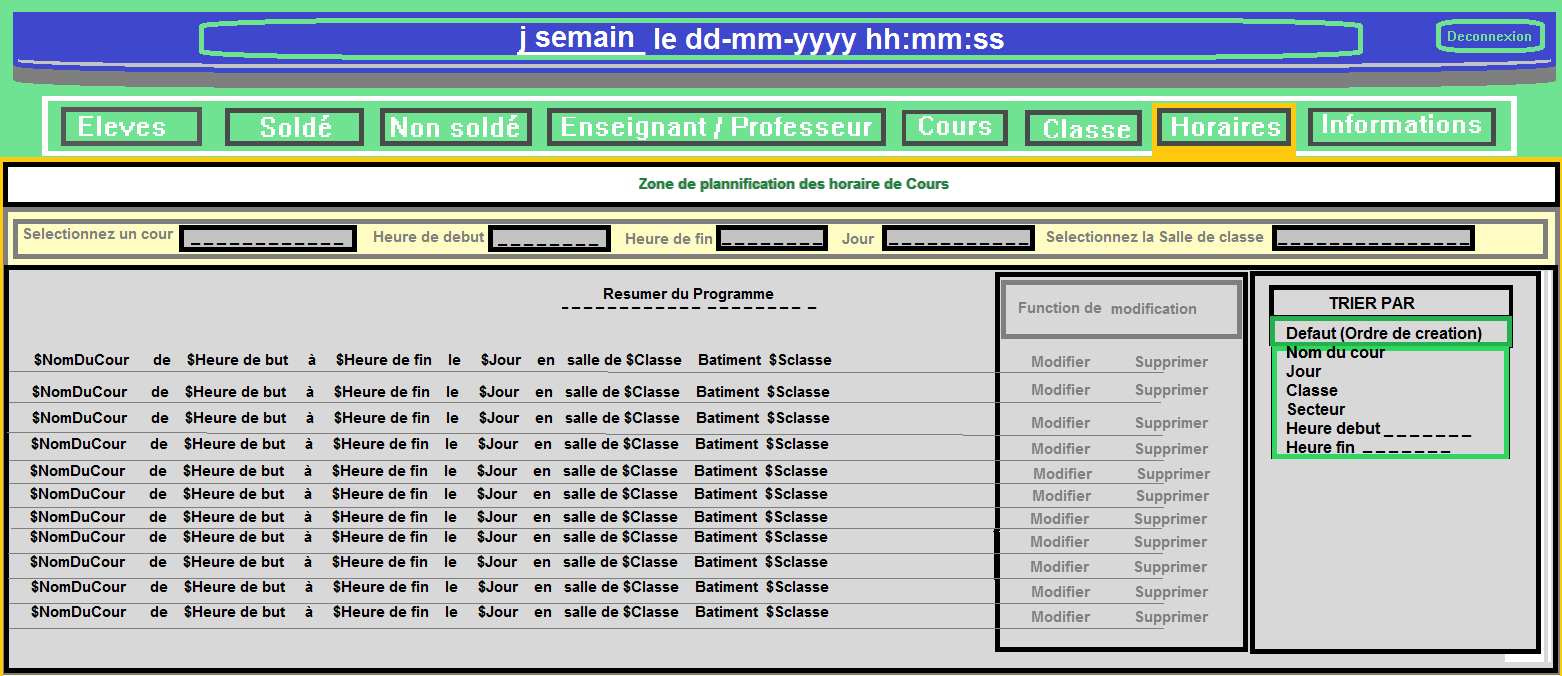 j semain le dd-mm-yyyy hh:mm:ss
Deconnexion
Eleves Soldé Non soldé Enseignant / Professeur Cours Classe Horaires Informations
Zone de plannification des horaire de Cours
Selectionnez un cour _ _ _ _ _ _ _ _ _ _ _ _ Heure de debut _ _ _ _ _ _ _ _ Heure de fin _ _ _ _ _ _ _ _ Jour _ _ _ _ _ _ _ _ _ _ _ Selectionnez la Salle de classe _ _ _ _ _ _ _ _ _ _ _ _ _ _ _
Resumer du Programme
Function de modification
$NomDuCour de $Heure de but à $Heure de fin le $Jour en salle de $Classe Batiment $Sclasse Modifier Supprimer
$NomDuCour de $Heure de but à $Heure de fin le $Jour en salle de $Classe Batiment $Sclasse Modifier Supprimer
$NomDuCour de $Heure de but à $Heure de fin le $Jour en salle de $Classe Batiment $Sclasse Modifier Supprimer
$NomDuCour de $Heure de but à $Heure de fin le $Jour en salle de $Classe Batiment $Sclasse Modifier Supprimer
$NomDuCour de $Heure de but à $Heure de fin le $Jour en salle de $Classe Batiment $Sclasse Modifier Supprimer
$NomDuCour de $Heure de but à $Heure de fin le $Jour en salle de $Classe Batiment $Sclasse Modifier Supprimer
$NomDuCour de $Heure de but à $Heure de fin le $Jour en salle de $Classe Batiment $Sclasse Modifier Supprimer
$NomDuCour de $Heure de but à $Heure de fin le $Jour en salle de $Classe Batiment $Sclasse Modifier Supprimer
$NomDuCour de $Heure de but à $Heure de fin le $Jour en salle de $Classe Batiment $Sclasse Modifier Supprimer
$NomDuCour de $Heure de but à $Heure de fin le $Jour en salle de $Classe Batiment $Sclasse Modifier Supprimer
$NomDuCour de $Heure de but à $Heure de fin le $Jour en salle de $Classe Batiment $Sclasse Modifier Supprimer
TRIER PAR
Defaut (Ordre de creation)
Nom du cour
Jour
Classe
Secteur
Heure debut _ _ _ _ _ _ _
Heure fin _ _ _ _ _ _ _